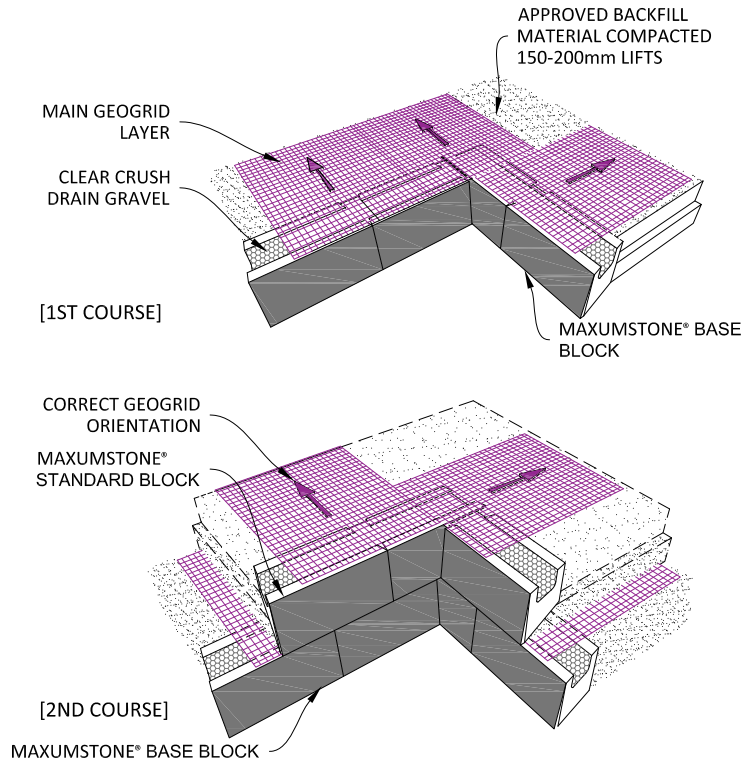 APPROVED BACKFILL
MATERIAL COMPACTED
150-200mm LIFTS
MAIN GEOGRID
LAYER
CLEAR CRUSH
DRAIN GRAVEL
[1ST COURSE]
MAXUMSTONE® BASE
BLOCK
CORRECT GEOGRID
ORIENTATION
MAXUMSTONE®
STANDARD BLOCK
[2ND COURSE]
MAXUMSTONE® BASE BLOCK